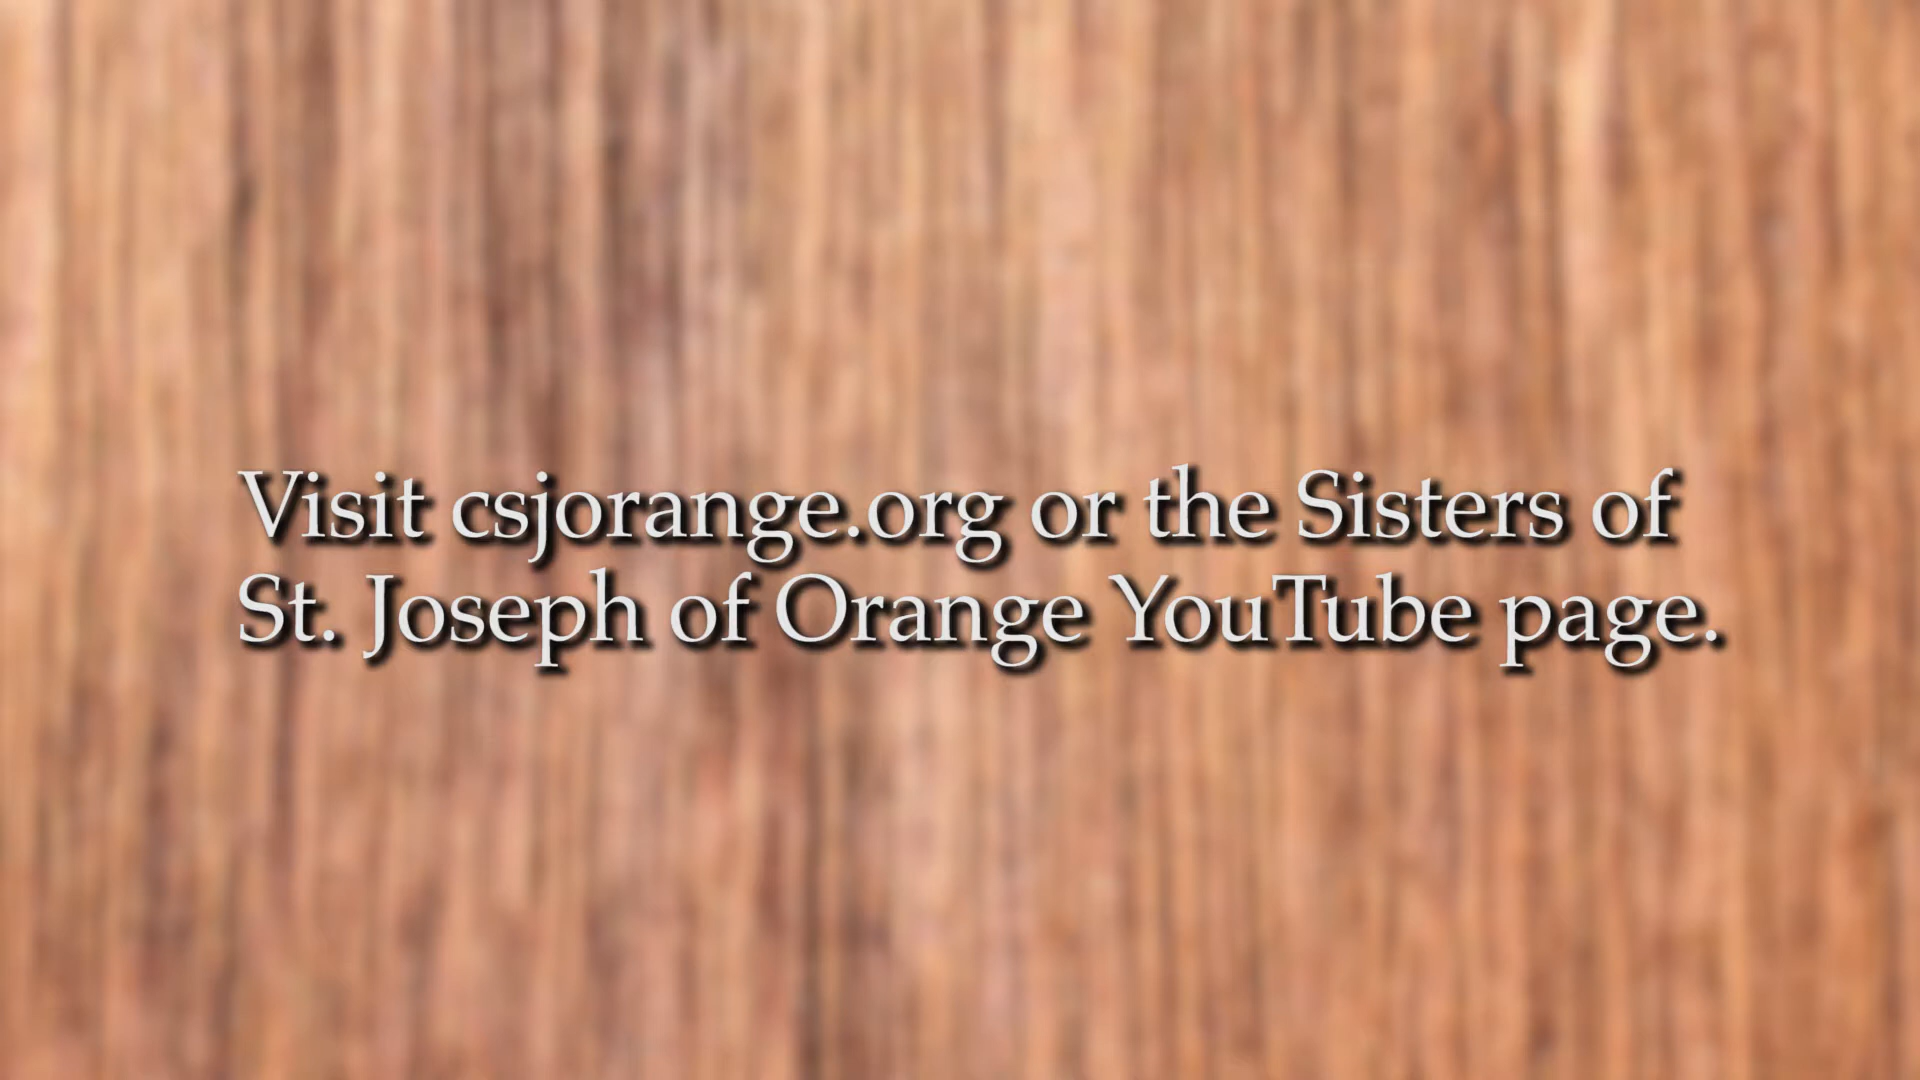 Visit csjorange.org or the Sisters of
St. Joseph of Orange YouTube page.